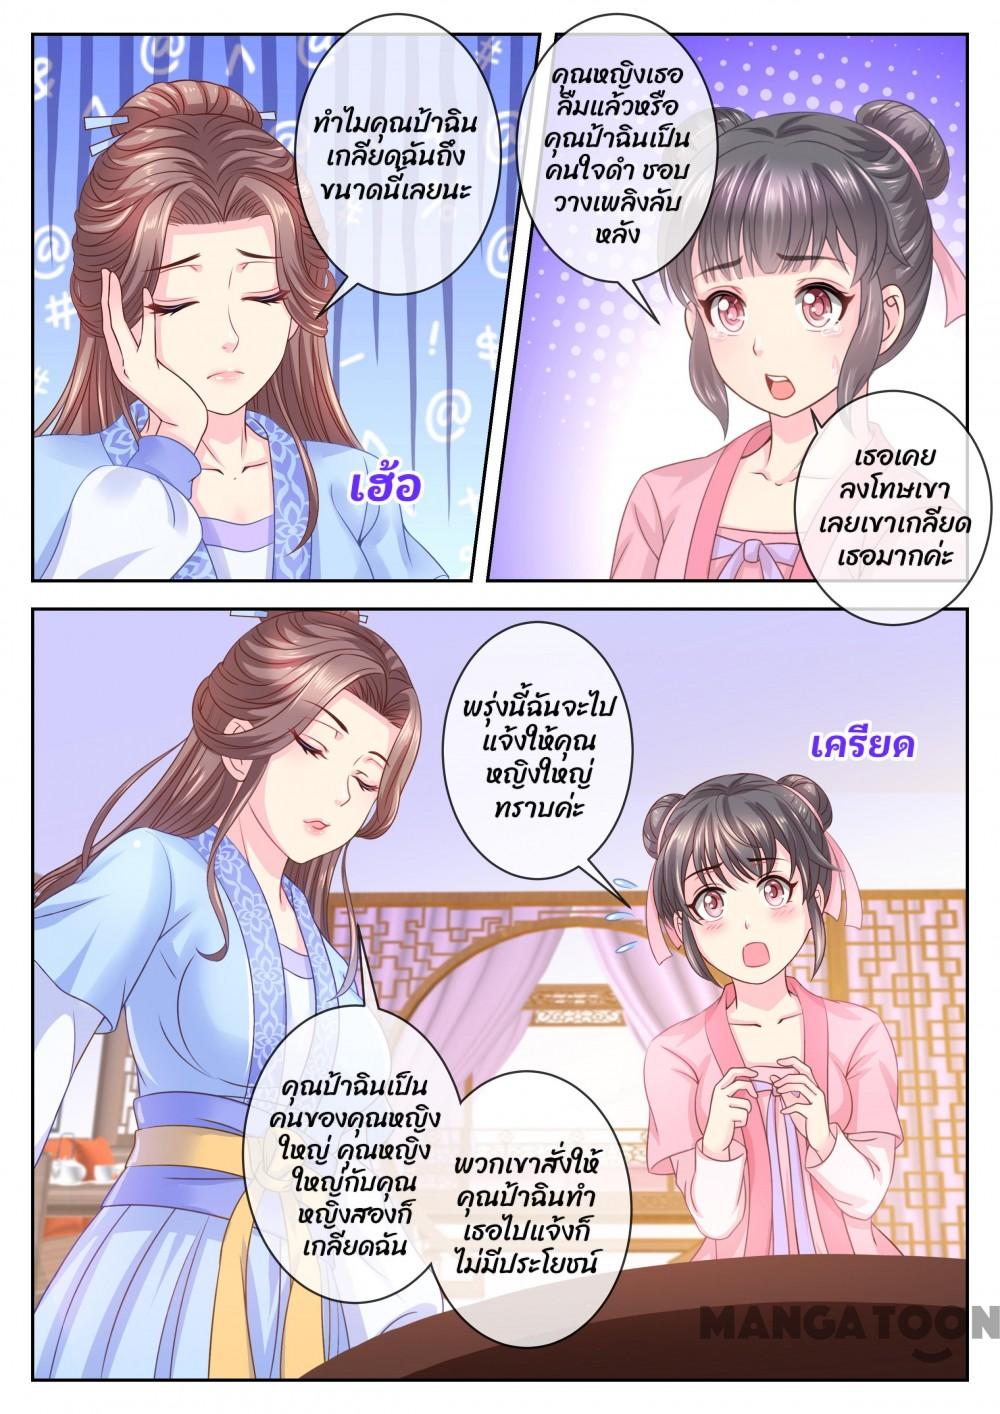 ทำไมคุณป้าฉิน
เกลียดฉันถึง
ขนาดนี้เลยนะ
เฮ้อ
คุณหญิงเธอ
ลืมแล้วหรือ
คุณป้าฉินเป็น
คนใจดำ ชอบ
วางเพลิงลับ
หลัง
เธอเคย
ลงโทษเขา
เลยเขาเกลียด
เธอมากค่ะ
พรุ่งนี้ฉันจะไป
แจ้งให้คุณ
หญิงใหญ่
ทราบค่ะ
เครียด
คุณป้าฉินเป็น
คนของคุณหญิง
ใหญ่ คุณหญิง
ใหญ่กับคุณ
หญิงสองก็
เกลียดฉัน
พวกเขาสั่งให้
คุณป้าฉินทำ
เธอไปแจ้งก็
ไม่มีประโยชน์
MANGATOON